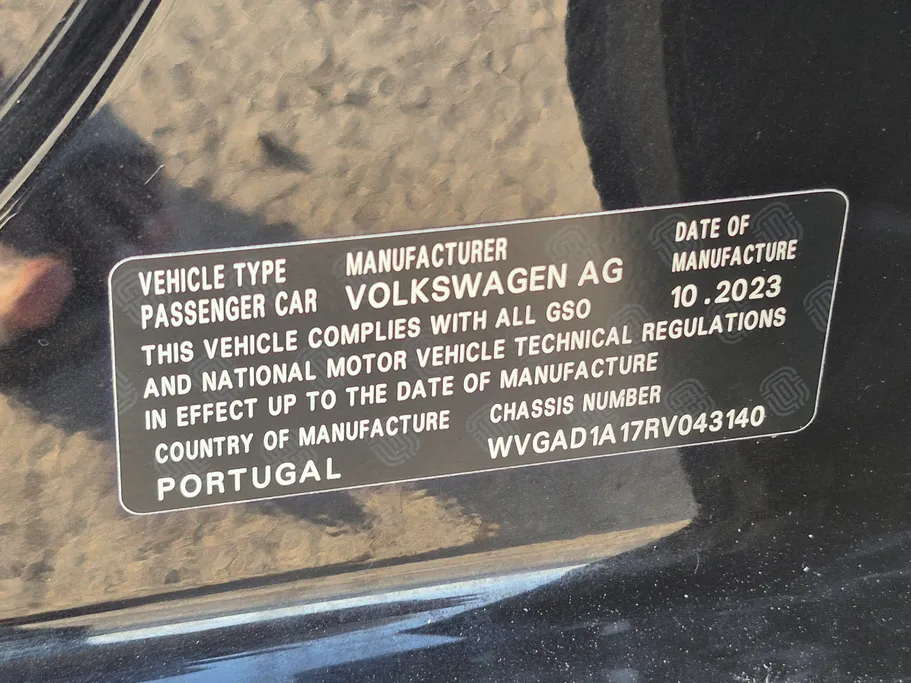 VEHICLE TYPE MANUFACTURER DATE OF
PASSENGER CAR VOLKSWAGEN AG MANUFACTURE
10.2023
THIS VEHICLE COMPLIES WITH ALL GSO
AND NATIONAL MOTOR VEHICLE TECHNICAL REGULATIONS
IN EFFECT UP TO THE DATE OF MANUFACTURE
COUNTRY OF MANUFACTURE CHASSIS NUMBER
PORTUGAL WVGAD1A17RV043140